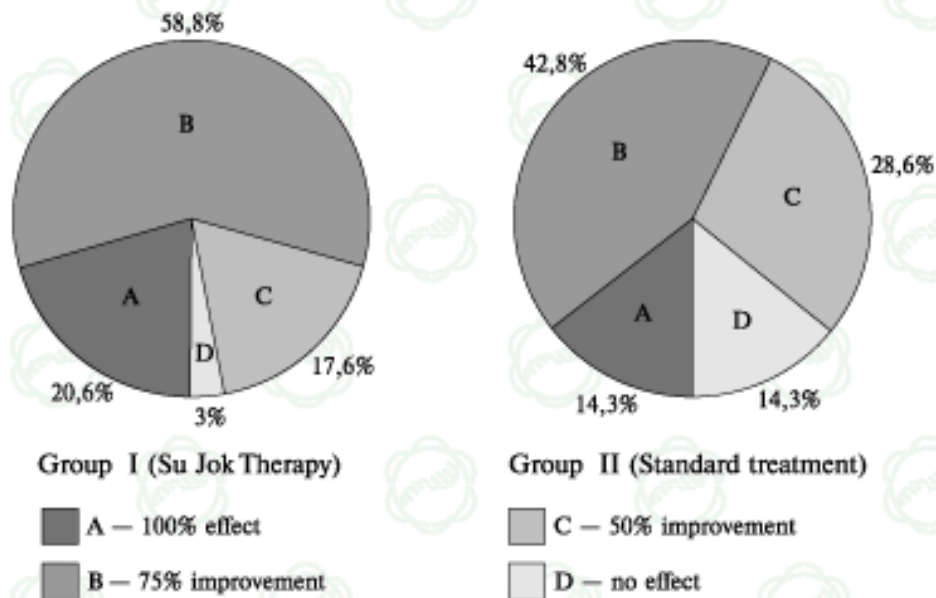 58,8%
B
A
C
D
20,6%
17,6%
3%
Group I (Su Jok Therapy)
42,8%
B
C
28,6%
A
D
14,3%
14,3%
Group II (Standard treatment)
A — 100% effect
B — 75% improvement
C — 50% improvement
D — no effect